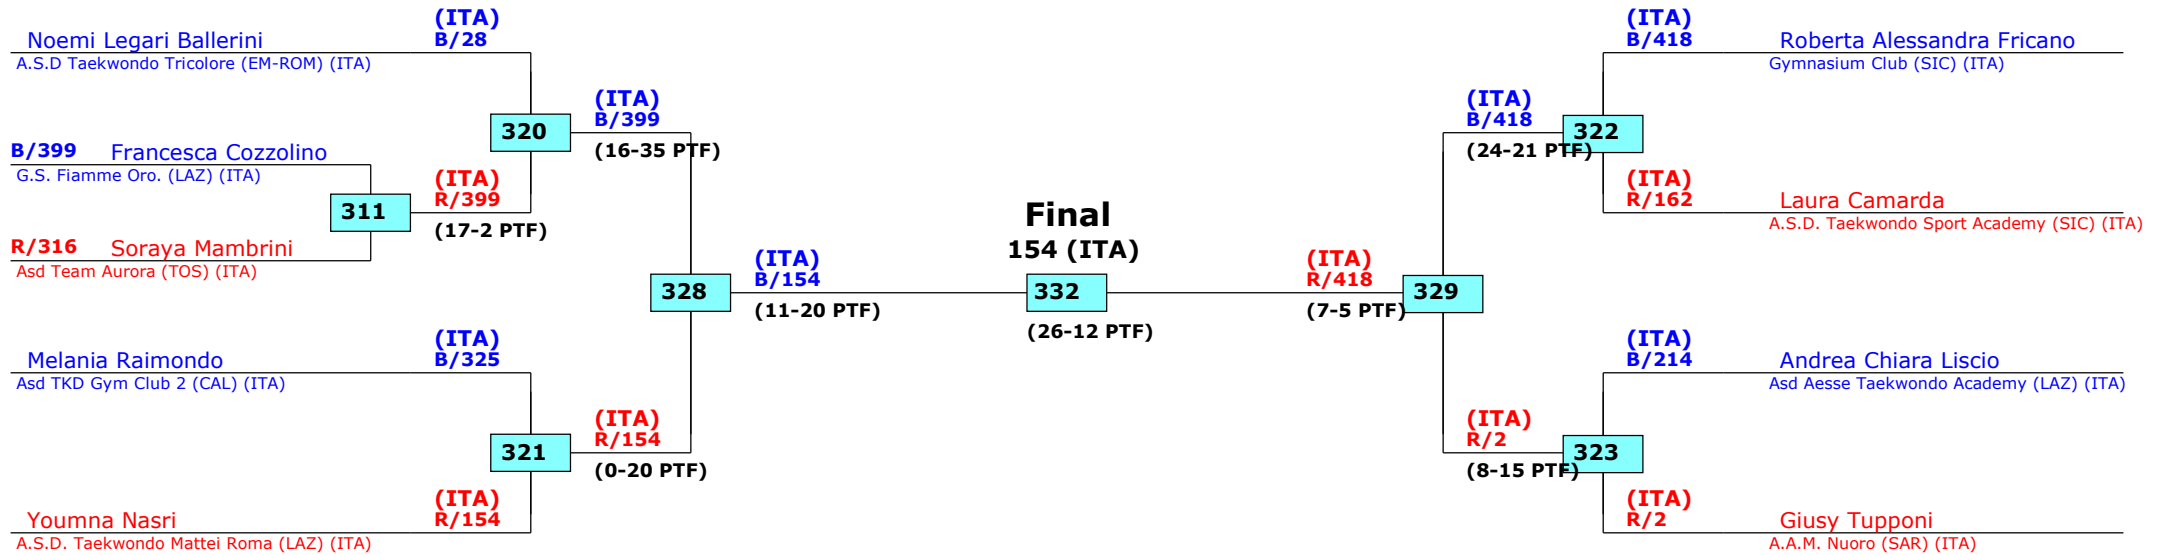 Noemi Legari Ballerini
A.S.D Taekwondo Tricolore (EM-ROM) (ITA)
(ITA)
B/28
320
(ITA)
B/399
(16-35 PTF)
B/399 Francesca Cozzolino
G.S. Fiamme Oro. (LAZ) (ITA)
311
(ITA)
R/399
(17-2 PTF)
R/316 Soraya Mambrini
Asd Team Aurora (TOS) (ITA)
328
(ITA)
B/154
(11-20 PTF)
Melania Raimondo
Asd TKD Gym Club 2 (CAL) (ITA)
(ITA)
B/325
321
(ITA)
R/154
(0-20 PTF)
Youmna Nasri
A.S.D. Taekwondo Mattei Roma (LAZ) (ITA)
(ITA)
R/154
Final
154 (ITA)
332
(26-12 PTF)
(ITA)
R/418
(7-5 PTF)
329
(ITA)
B/418
(24-21 PTF)
322
(ITA)
B/418
Roberta Alessandra Fricano
Gymnasium Club (SIC) (ITA)
(ITA)
R/162
Laura Camarda
A.S.D. Taekwondo Sport Academy (SIC) (ITA)
(ITA)
R/2
(8-15 PTF)
323
(ITA)
B/214
Andrea Chiara Liscio
Asd Aesse Taekwondo Academy (LAZ) (ITA)
(ITA)
R/2
Giusy Tupponi
A.A.M. Nuoro (SAR) (ITA)